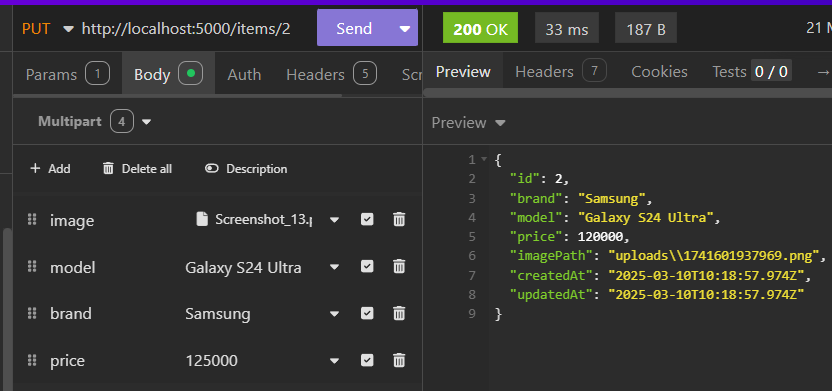 PUT http://localhost:5000/items/2 Send
Params 1 Body Auth Headers 5 Scr
Multipart 4
+ Add Delete all Description
image Screenshot_13.p
model Galaxy S24 Ultra
brand Samsung
price 125000
200 OK 33 ms 187 B 21 M
Preview Headers 7 Cookies Tests 0 / 0 →
Preview
1 {
2 "id": 2,
3 "brand": "Samsung",
4 "model": "Galaxy S24 Ultra",
5 "price": 120000,
6 "imagePath": "uploads\\1741601937969.png",
7 "createdAt": "2025-03-10T10:18:57.974Z",
8 "updatedAt": "2025-03-10T10:18:57.974Z"
9 }